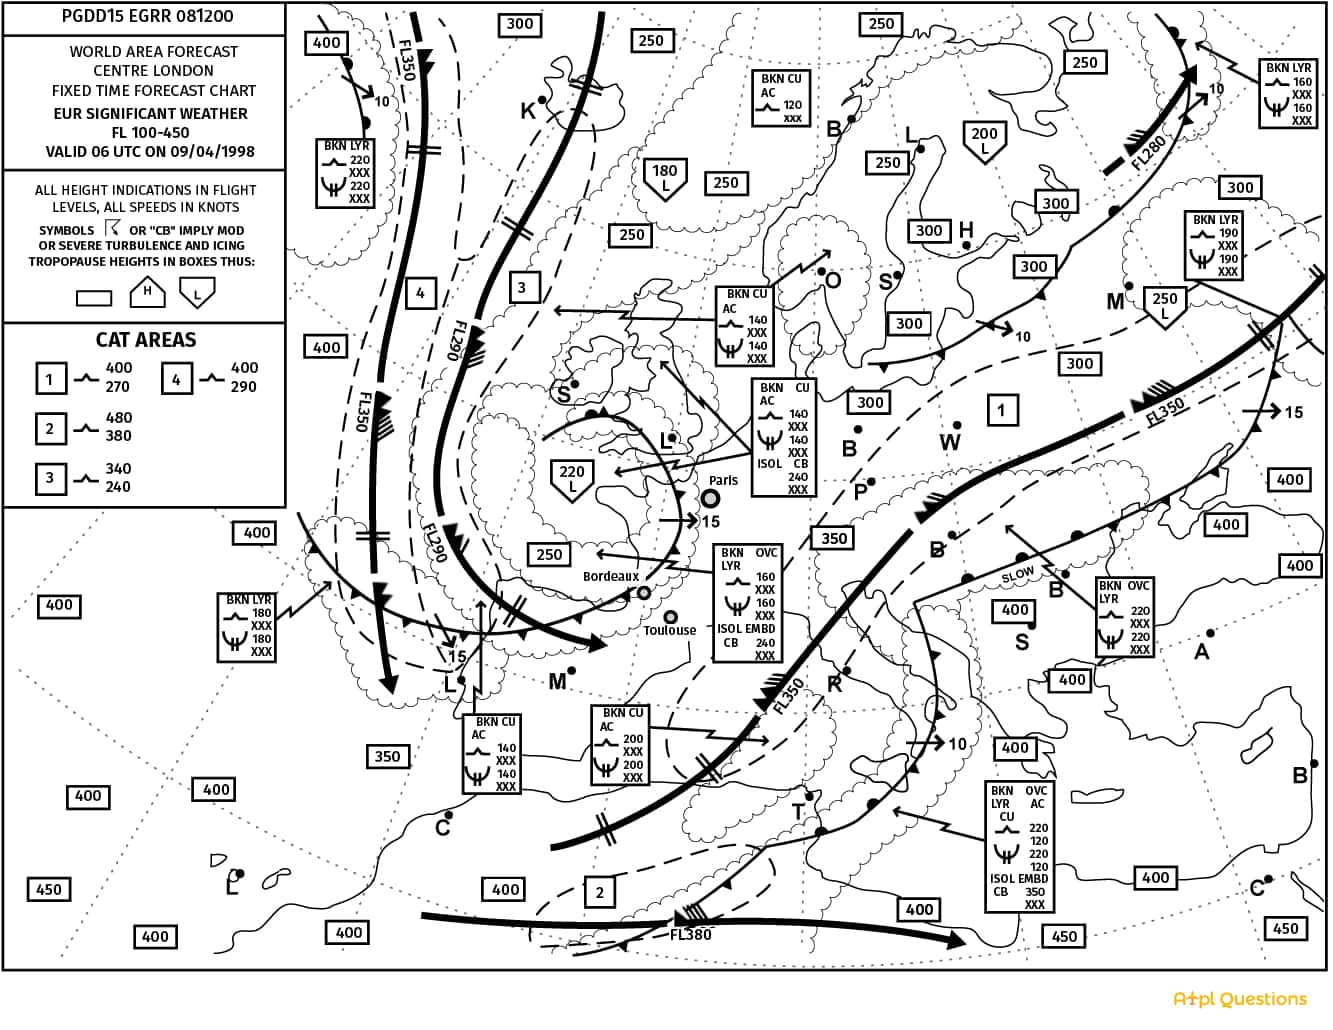 PGDD15 EGRR 081200
WORLD AREA FORECAST
CENTRE LONDON
FIXED TIME FORECAST CHART
EUR SIGNIFICANT WEATHER
FL 100-450
VALID 06 UTC ON 09/04/1998
ALL HEIGHT INDICATIONS IN FLIGHT
LEVELS, ALL SPEEDS IN KNOTS
SYMBOLS OR "CB" IMPLY MOD
OR SEVERE TURBULENCE AND ICING
TROPOPAUSE HEIGHTS IN BOXES THUS:
H
L
CAT AREAS
1 400 270
4 400 290
2 480 380
3 340 240
400
FL350
300
250
250
250
10
K
BKN LYR
220
XXX
220
XXX
BKN CU
AC
120
XXX
B
L
200
L
250
180
L
250
250
FL280
10
BKN LYR
160
XXX
160
XXX
300
300
300
H
300
BKN LYR
190
XXX
190
XXX
4
3
O
S
M
250
L
BKN CU
AC
140
XXX
140
XXX
300
10
400
FL290
300
FL350
S
BKN CU
AC
140
XXX
140
XXX
ISOL CB
240
XXX
300
1
FL350
15
L
B
W
220
L
Paris
P
15
400
400
400
350
FL290
250
BKN OVC
LYR
160
XXX
160
XXX
ISOL EMBD
CB 240
XXX
B
SLOW
B
400
Bordeaux
Toulouse
400
BKN LYR
180
XXX
180
XXX
BKN OVC
LYR
220
XXX
220
XXX
400
S
A
15
L
M
R
FL350
400
BKN CU
AC
140
XXX
140
XXX
BKN CU
AC
200
XXX
200
XXX
350
10
400
B
400
400
C
T
BKN OVC
LYR AC
CU
220
120
220
120
ISOL EMBD
CB 350
XXX
L
450
400
2
400
C
400
400
FL380
400
450
450
Atpl Questions